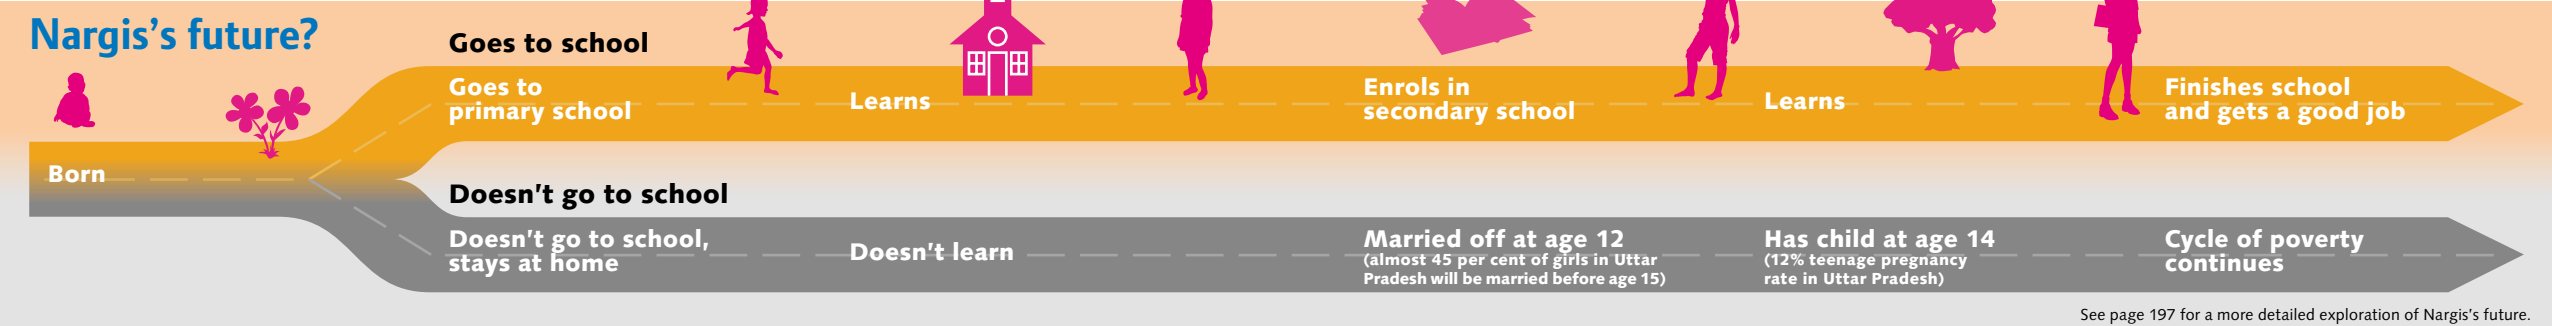 Nargis's future?
Goes to school
Goes to
primary school
Learns
Enrols in
secondary school
Learns
Finishes school
and gets a good job
Born
Doesn't go to school
Doesn't go to school,
stays at home
Doesn't learn
Married off at age 12
(almost 45 per cent of girls in Uttar
Pradesh will be married before age 15)
Has child at age 14
(12% teenage pregnancy
rate in Uttar Pradesh)
Cycle of poverty
continues
See page 197 for a more detailed exploration of Nargis's future.